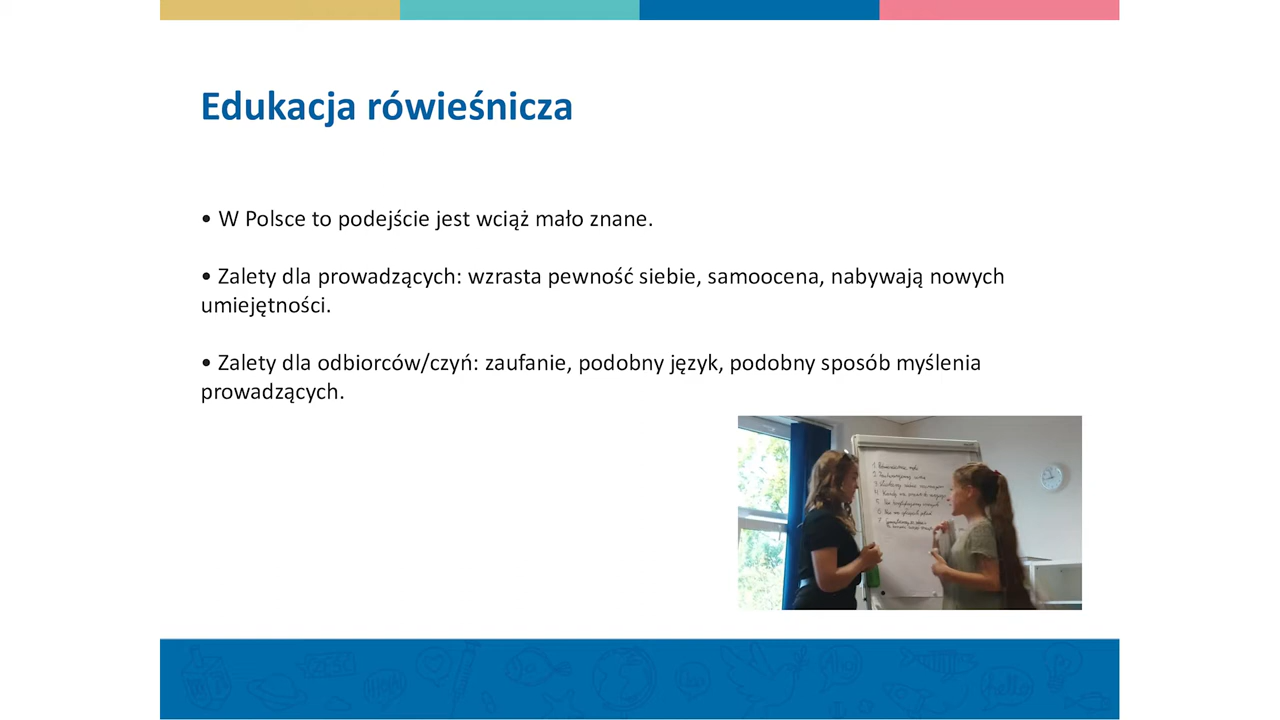 Edukacja rówieśnicza
• W Polsce to podejście jest wciąż mało znane.
• Zalety dla prowadzących: wzrasta pewność siebie, samoocena, nabywają nowych
umiejętności.
• Zalety dla odbiorców/czyń: zaufanie, podobny język, podobny sposób myślenia
prowadzących.
hello